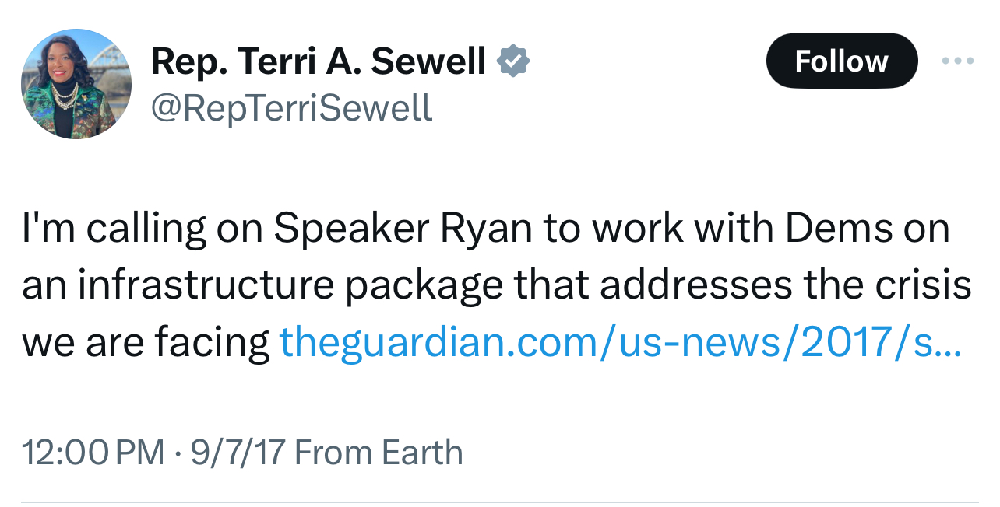 Rep. Terri A. Sewell
Follow
@RepTerriSewell
I'm calling on Speaker Ryan to work with Dems on
an infrastructure package that addresses the crisis
we are facing theguardian.com/us-news/2017/s...
12:00 PM · 9/7/17 From Earth